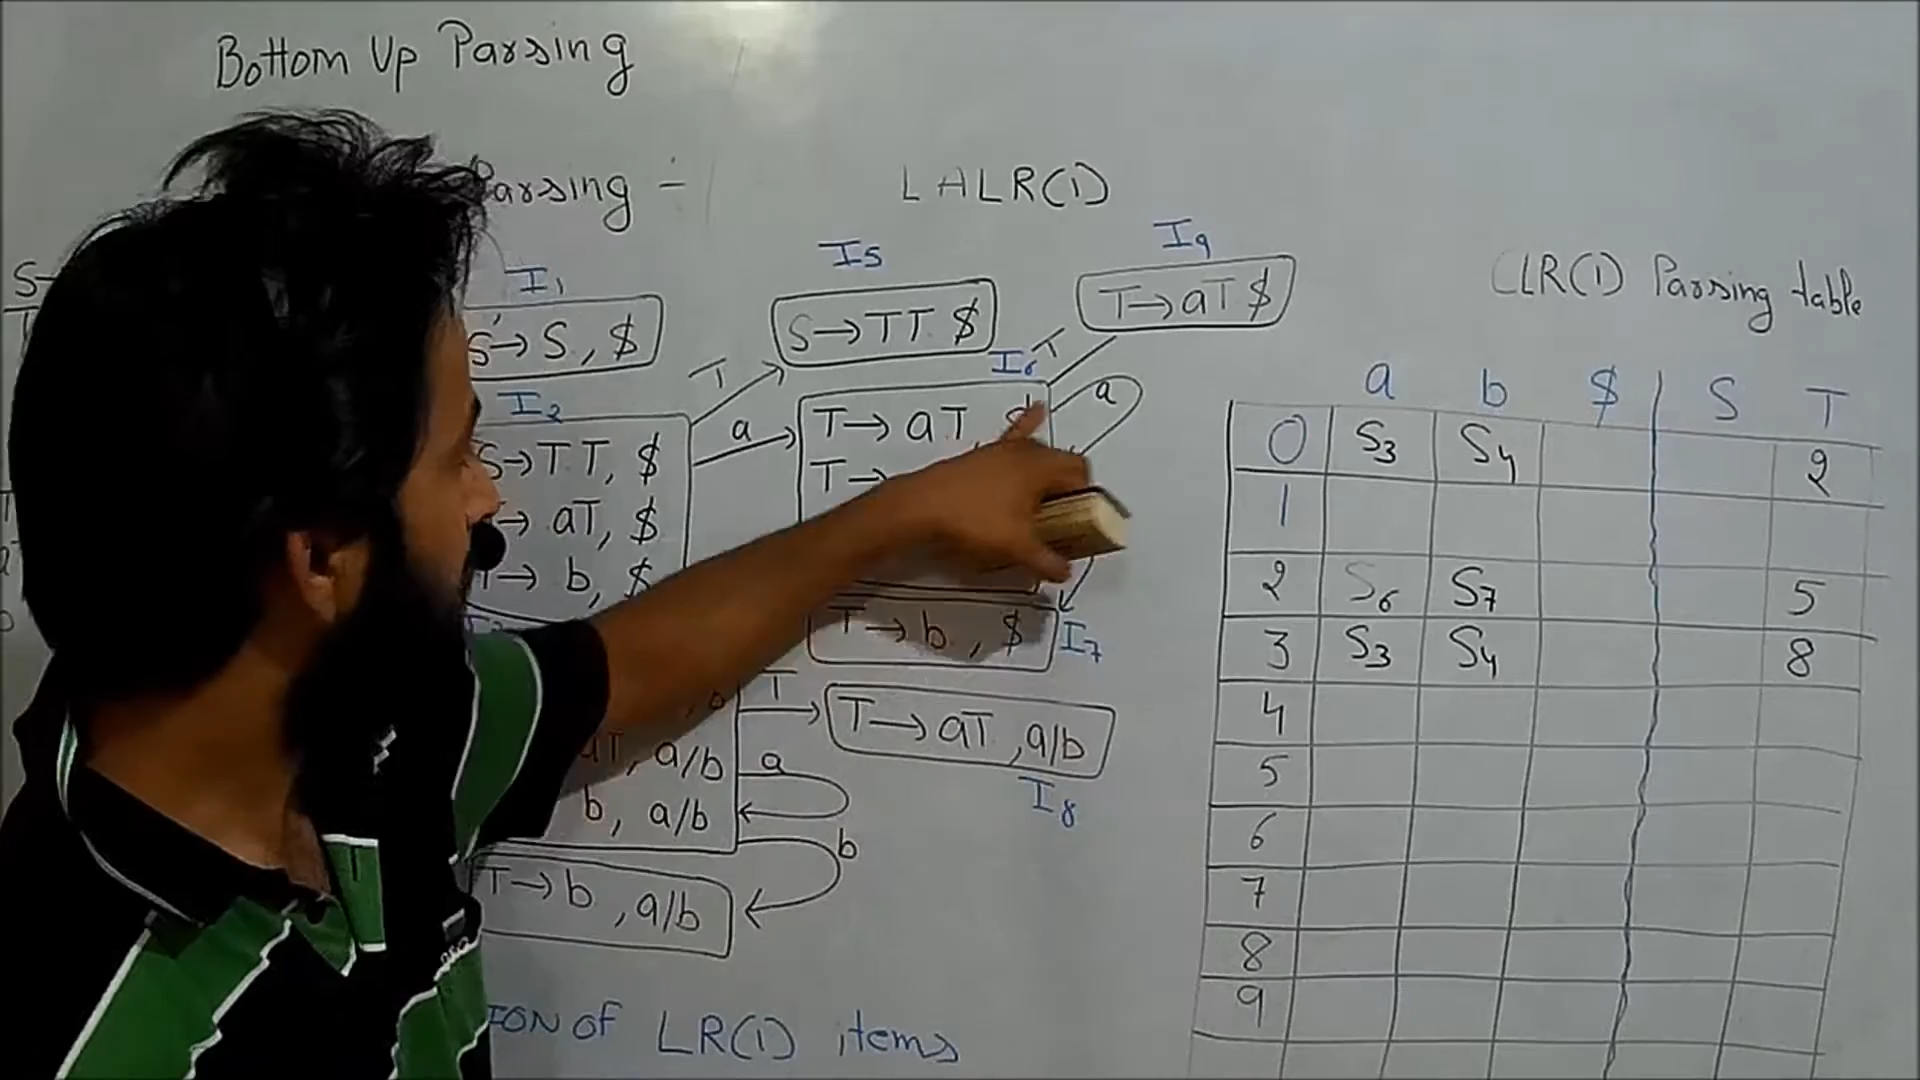 Bottom Up Parsing
Parsing -
LALR(1)
S→
I1
S'→S., $
I2
S→T T, $
→ aT, $
→ b, $
T
a
I5
S→TT. $
I9
T→aT $
I6
T
a
T→aT, $
T→
T→b , $
I7
T
T→aT ,a/b
I8
aT, a/b
b, a/b
a
b
T→b ,a/b
ION OF LR(1) items
CLR(1) Parsing table
a b $ S T
0 S3 S4 2
1
2 S6 S7 5
3 S3 S4 8
4
5
6
7
8
9